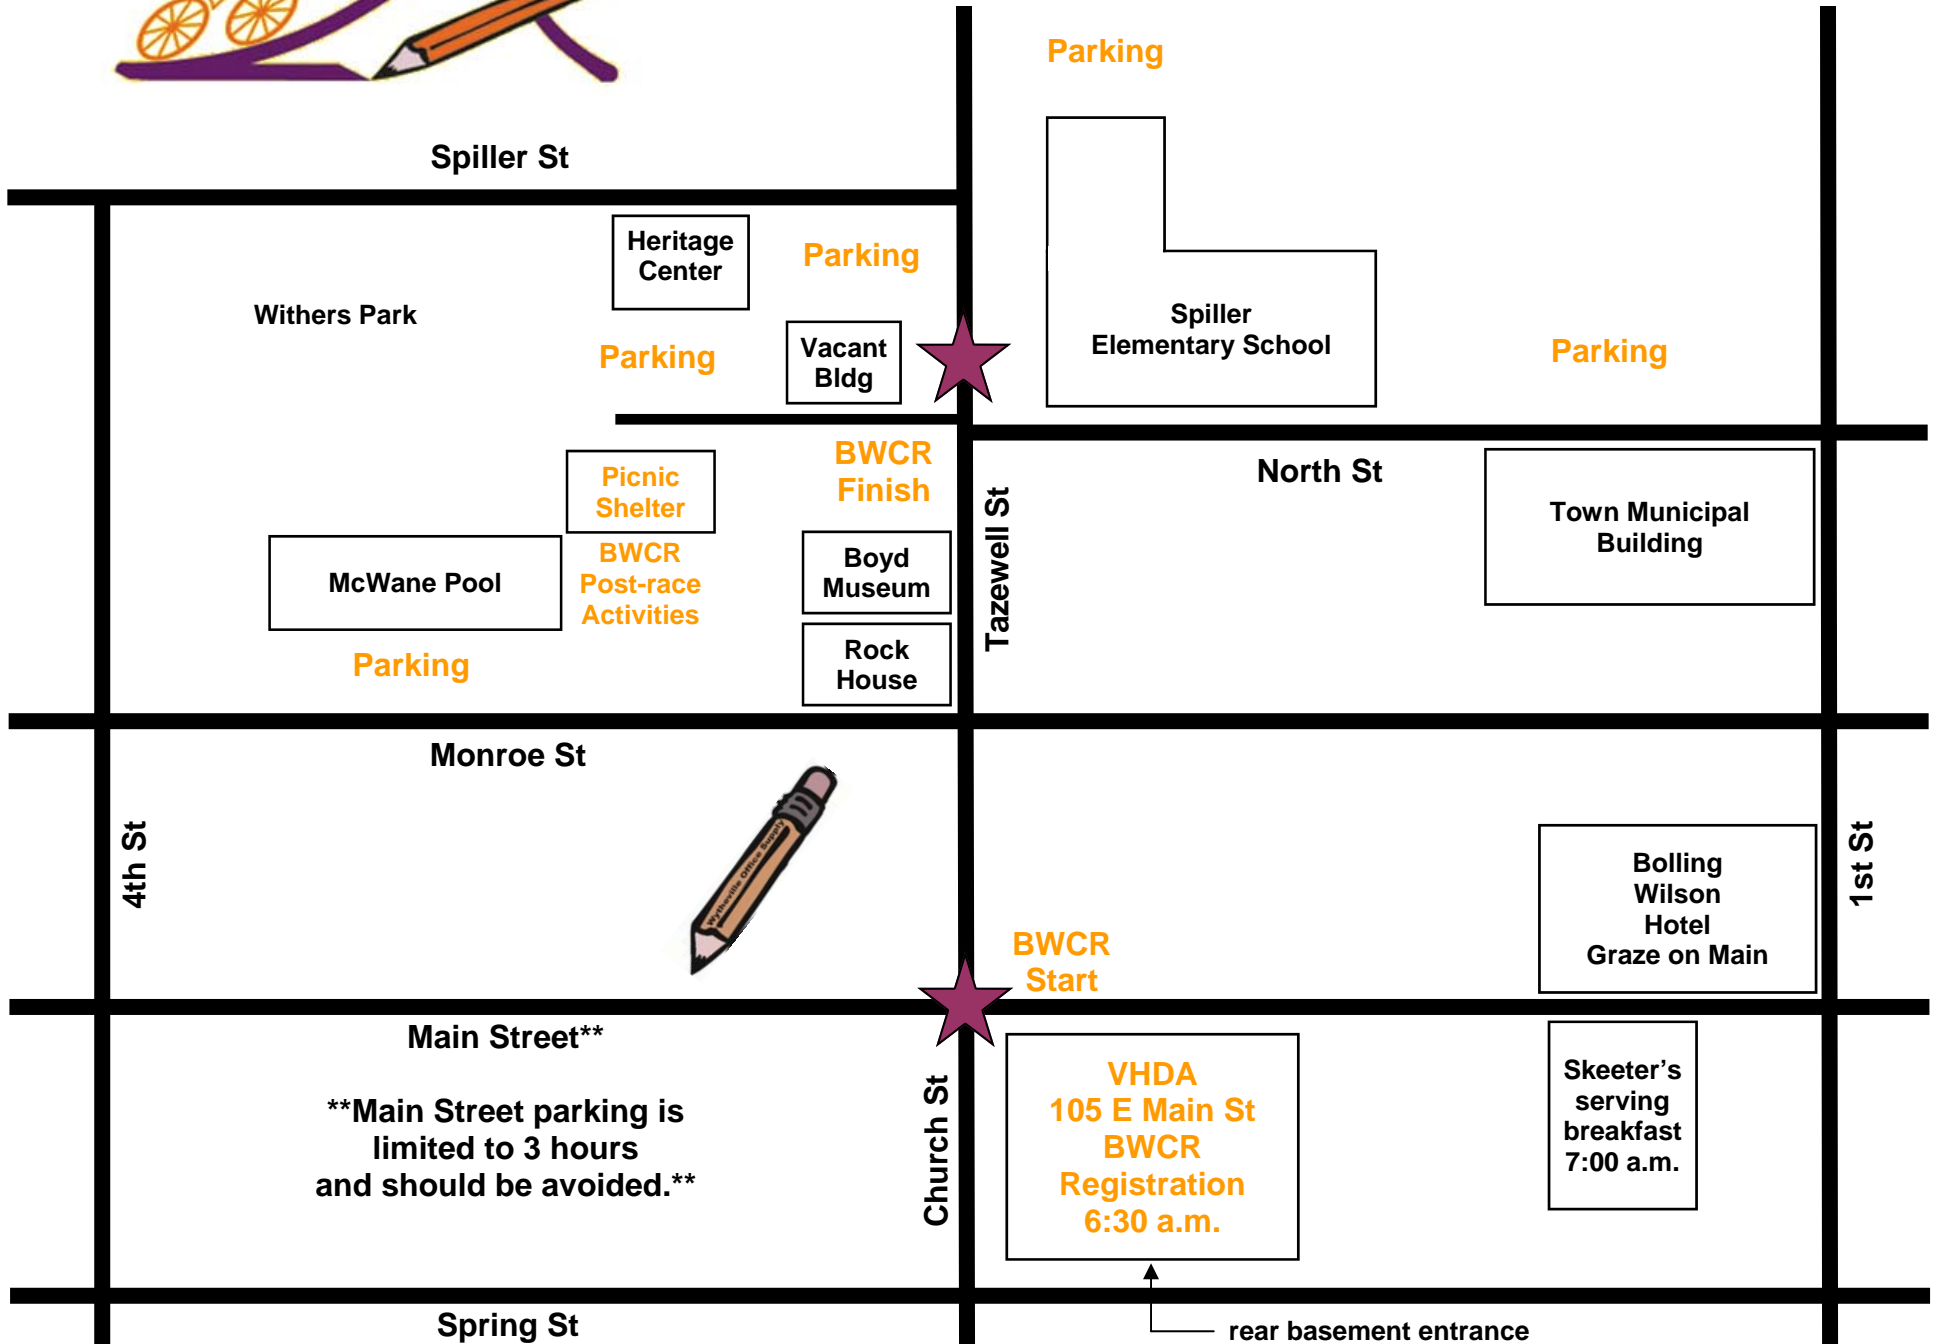 Parking
Spiller St
Heritage
Center
Parking
Withers Park
Spiller
Elementary School
Parking
Vacant
Bldg
Parking
BWCR
Finish
North St
Picnic
Shelter
Tazewell St
Town Municipal
Building
BWCR
Post-race
Activities
McWane Pool
Boyd
Museum
Parking
Rock
House
Monroe St
Wytheville Office Supply
4th St
1st St
Bolling
Wilson
Hotel
Graze on Main
BWCR
Start
Main Street**
**Main Street parking is
limited to 3 hours
and should be avoided.**
Church St
VHDA
105 E Main St
BWCR
Registration
6:30 a.m.
Skeeter’s
serving
breakfast
7:00 a.m.
Spring St
rear basement entrance